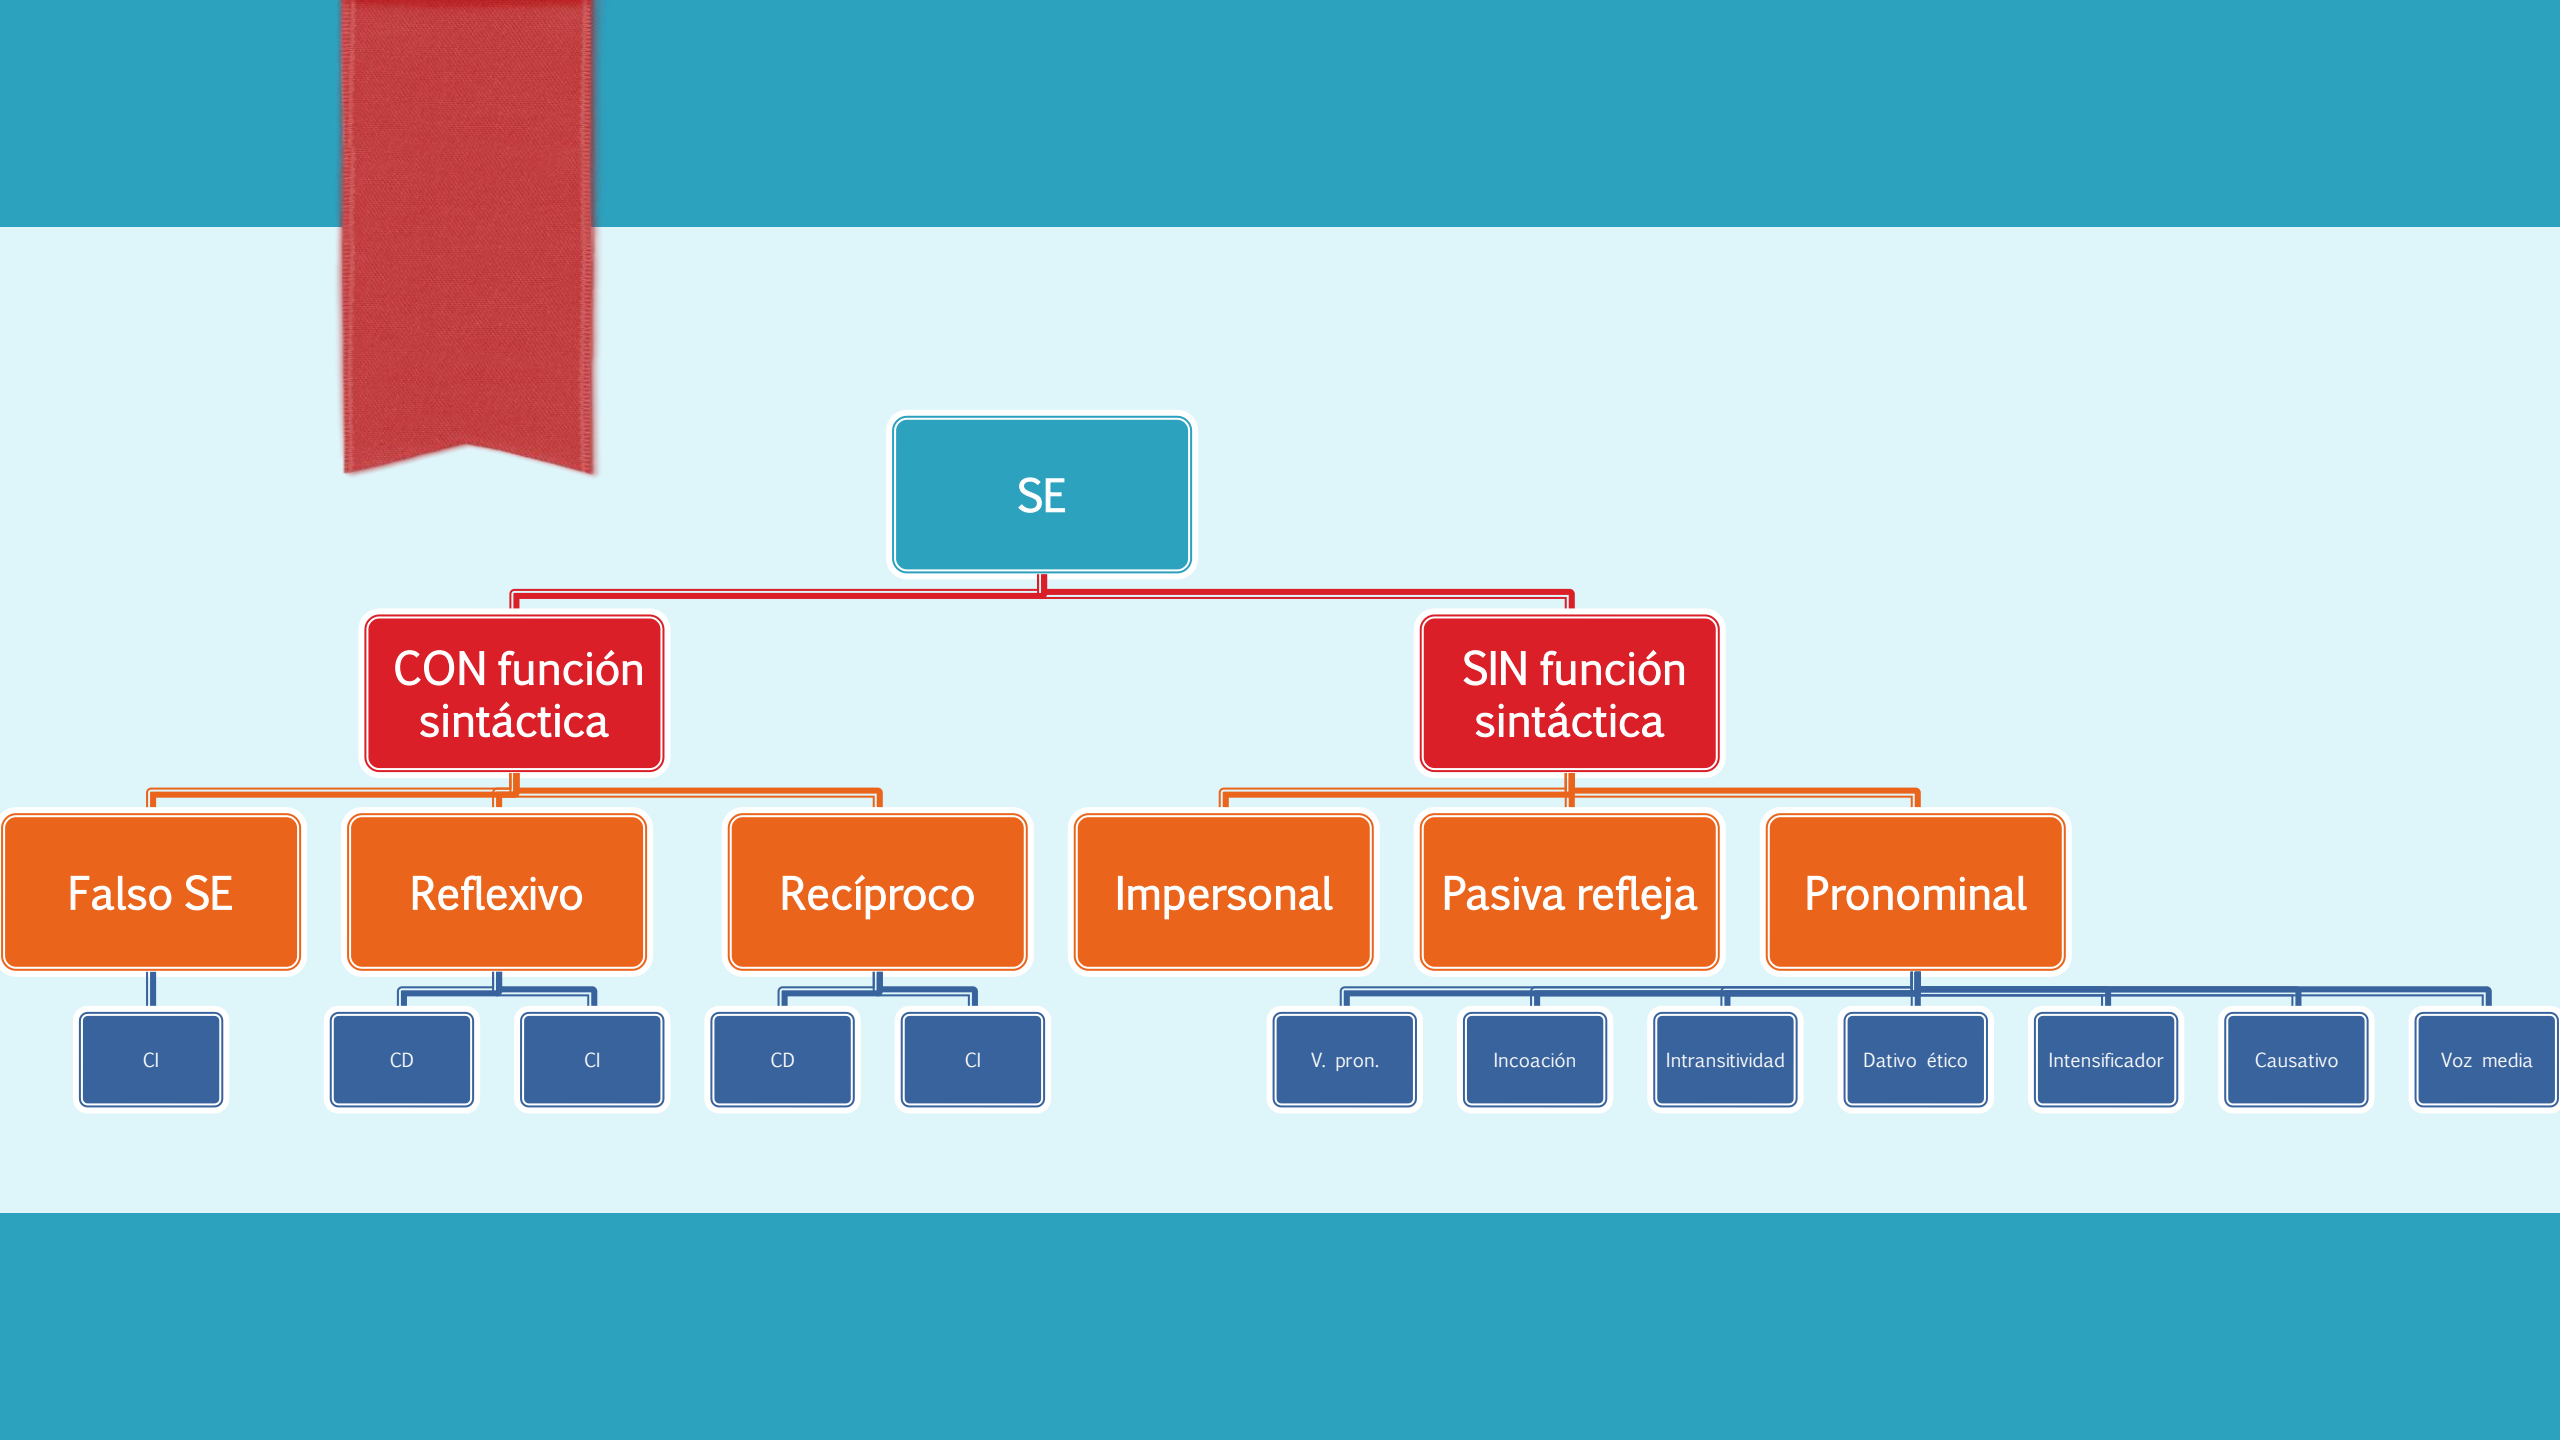 SE
CON función
sintáctica
SIN función
sintáctica
Falso SE
Reflexivo
Recíproco
Impersonal
Pasiva refleja
Pronominal
CI
CD
CI
CD
CI
V. pron.
Incoación
Intransitividad
Dativo ético
Intensificador
Causativo
Voz media